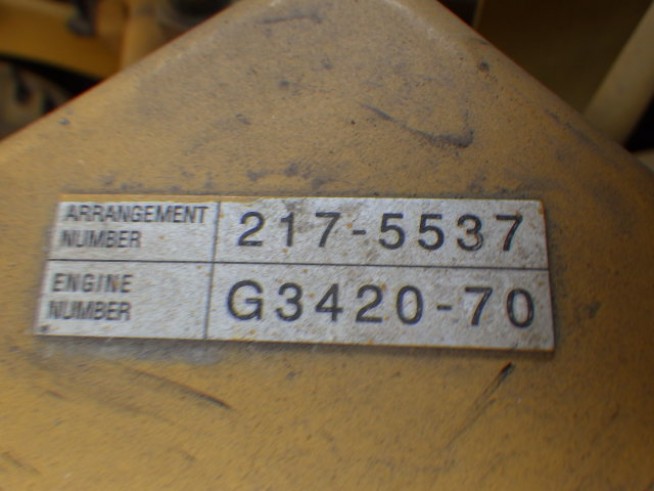 ARRANGEMENT
NUMBER
217-5537
ENGINE
NUMBER
G3420-70